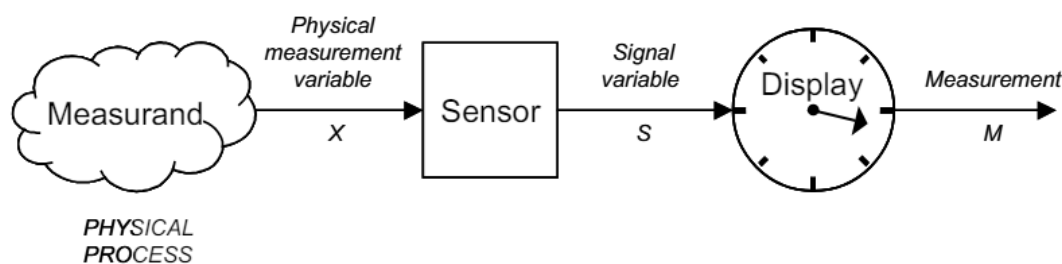 Physical
measurement
variable
Signal
variable
Measurement
Measurand
Sensor
Display
X
S
M
PHYSICAL
PROCESS